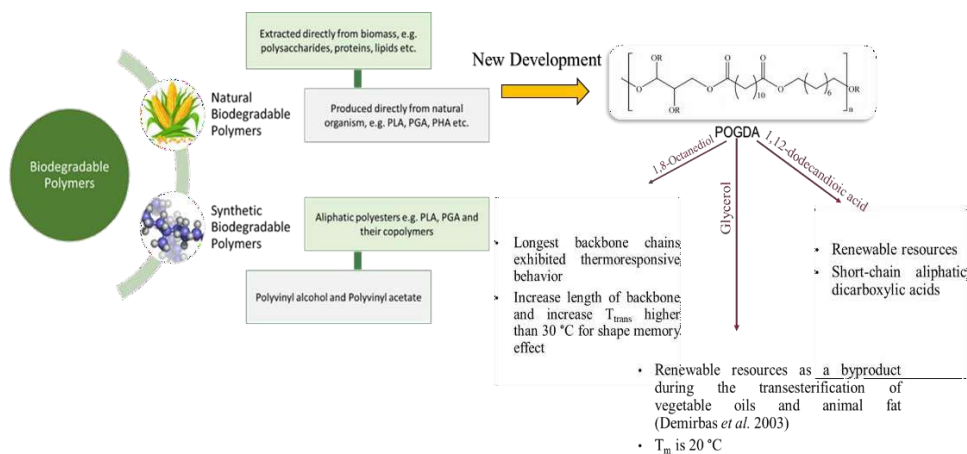 Biodegradable
Polymers
Natural
Biodegradable
Polymers
Extracted directly from biomass, e.g.
polysaccharides, proteins, lipids etc.
Produced directly from natural
organism, e.g. PLA, PGA, PHA etc.
Synthetic
Biodegradable
Polymers
Aliphatic polyesters e.g. PLA, PGA and
their copolymers
Polyvinyl alcohol and Polyvinyl acetate
New Development
OR
O
O
O
O
O
OR
10
6
n
OR
POGDA
1,8-Octanediol
Glycerol
1,12-dodecandioic acid
• Longest backbone chains
exhibited thermoresponsive
behavior
• Increase length of backbone
and increase Ttrans higher
than 30 °C for shape memory
effect
• Renewable resources as a byproduct
during the transesterification of
vegetable oils and animal fat
(Demirbas et al. 2003)
• Tm is 20 °C
• Renewable resources
• Short-chain aliphatic
dicarboxylic acids